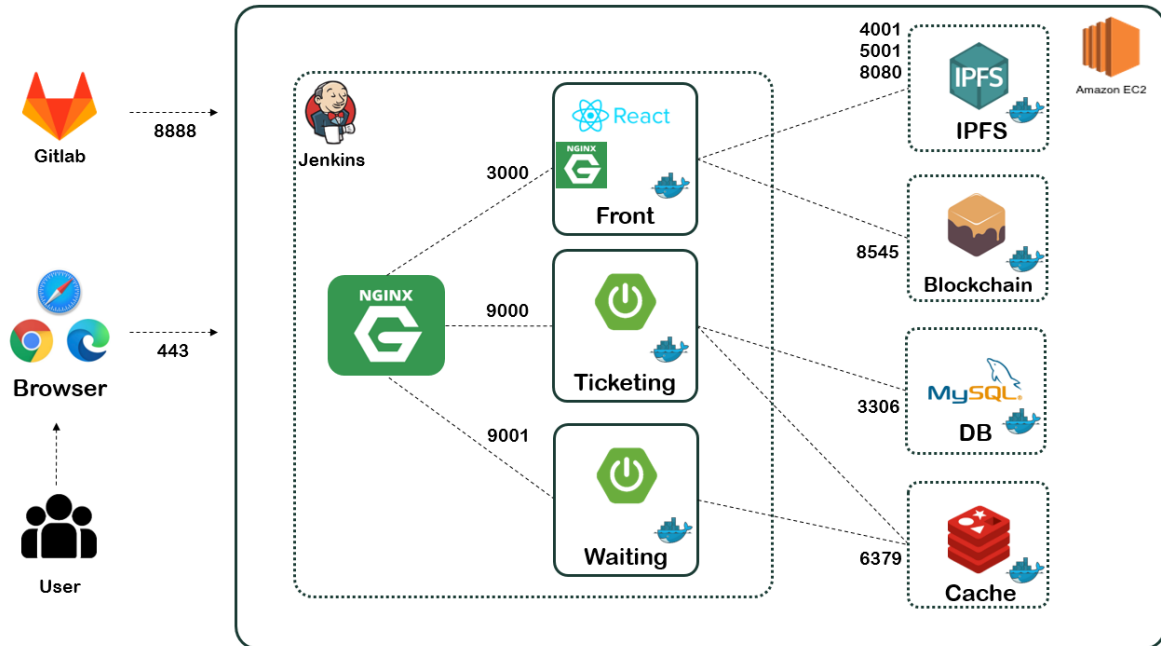 Gitlab
8888
Browser
443
User
Jenkins
3000
9000
9001
NGINX
React
NGINX
Front
Ticketing
Waiting
4001
5001
8080
IPFS
IPFS
8545
Blockchain
3306
MySQL®
DB
6379
Cache
Amazon EC2